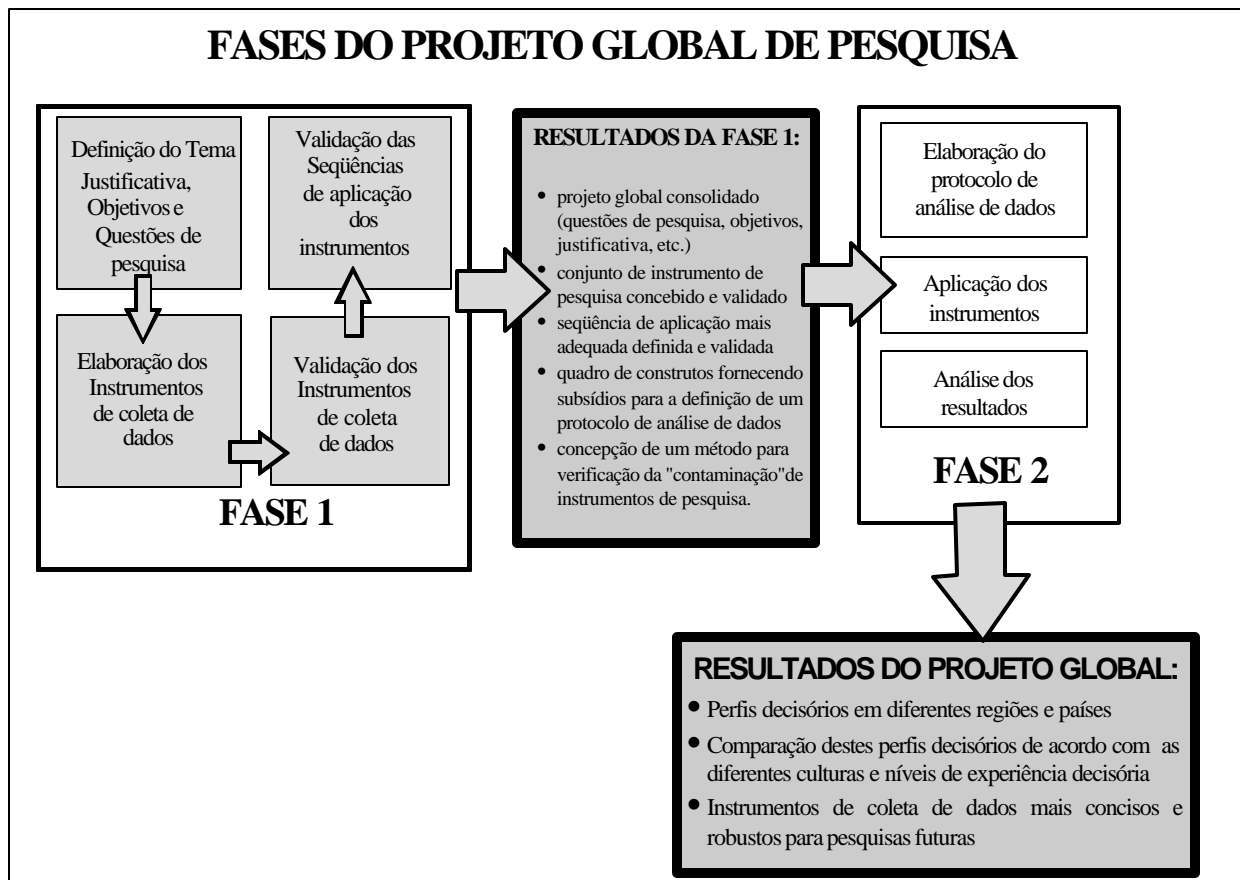 FASES DO PROJETO GLOBAL DE PESQUISA
Definição do Tema
Justificativa,
Objetivos e
Questões de
pesquisa
Elaboração dos
Instrumentos
de coleta de
dados
Validação dos
Instrumentos
de coleta
de dados
Validação das
Seqüências
de aplicação
dos
instrumentos
FASE 1
RESULTADOS DA FASE 1:
• projeto global consolidado
(questões de pesquisa, objetivos,
justificativa, etc.)
• conjunto de instrumento de
pesquisa concebido e validado
• seqüência de aplicação mais
adequada definida e validada
• quadro de construtos fornecendo
subsídios para a definição de um
protocolo de análise de dados
• concepção de um método para
verificação da "contaminação"de
instrumentos de pesquisa.
Elaboração do
protocolo de
análise de dados
Aplicação dos
instrumentos
Análise dos
resultados
FASE 2
RESULTADOS DO PROJETO GLOBAL:
• Perfis decisórios em diferentes regiões e países
• Comparação destes perfis decisórios de acordo com as
diferentes culturas e níveis de experiência decisória
• Instrumentos de coleta de dados mais concisos e
robustos para pesquisas futuras